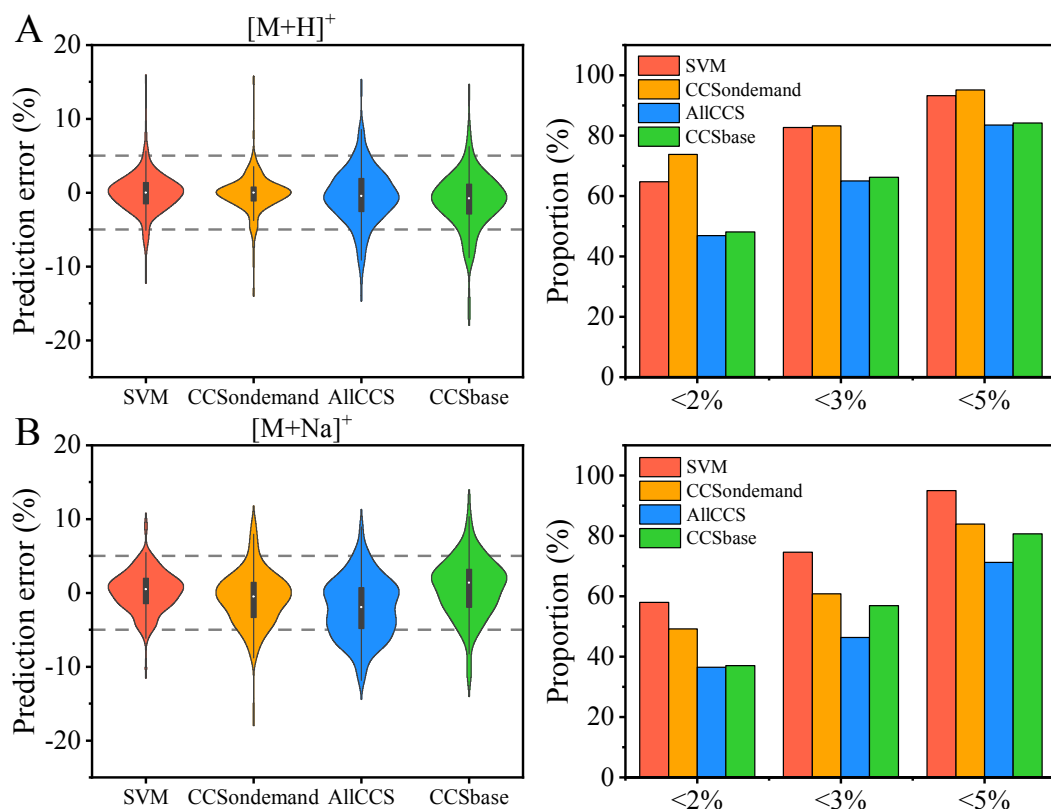 A
[M+H]+
Prediction error (%)
20
10
0
-10
-20
SVM CCSondemand AllCCS CCSbase
Proportion (%)
100
80
60
40
20
0
SVM
CCSondemand
AllCCS
CCSbase
<2% <3% <5%
B
[M+Na]+
Prediction error (%)
20
10
0
-10
-20
SVM CCSondemand AllCCS CCSbase
Proportion (%)
100
80
60
40
20
0
SVM
CCSondemand
AllCCS
CCSbase
<2% <3% <5%